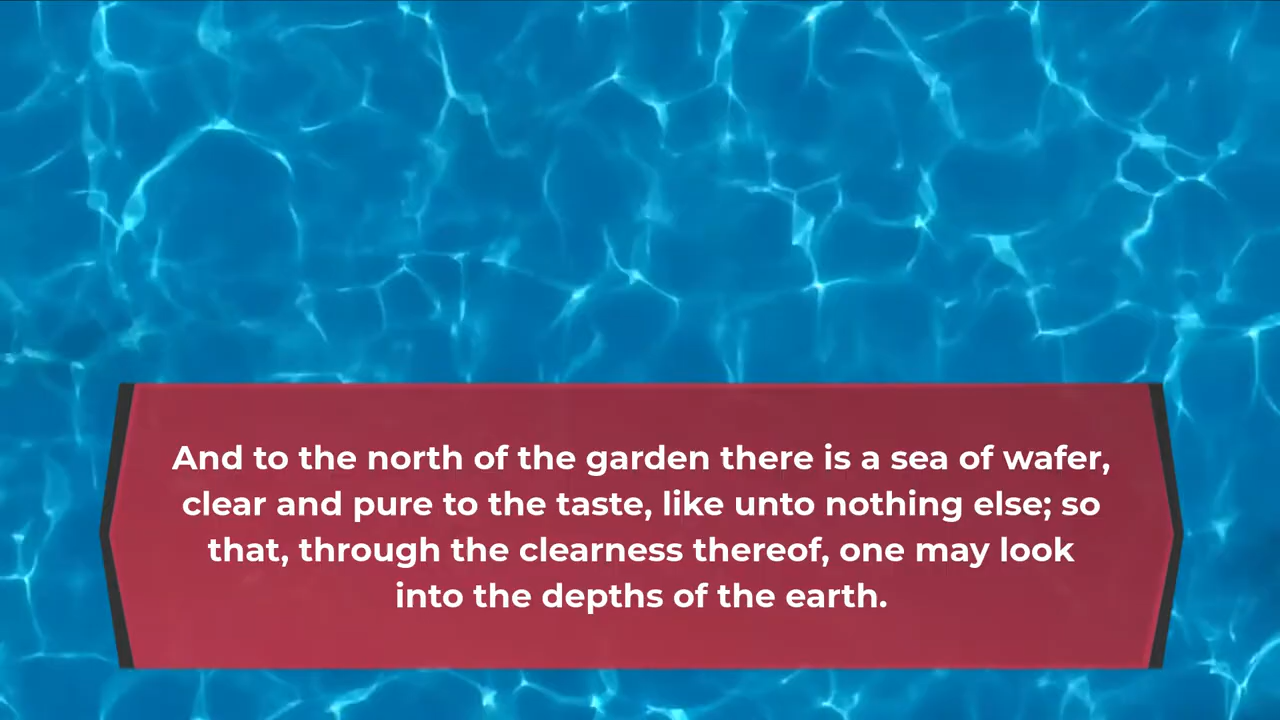 And to the north of the garden there is a sea of wafer,
clear and pure to the taste, like unto nothing else; so
that, through the clearness thereof, one may look
into the depths of the earth.